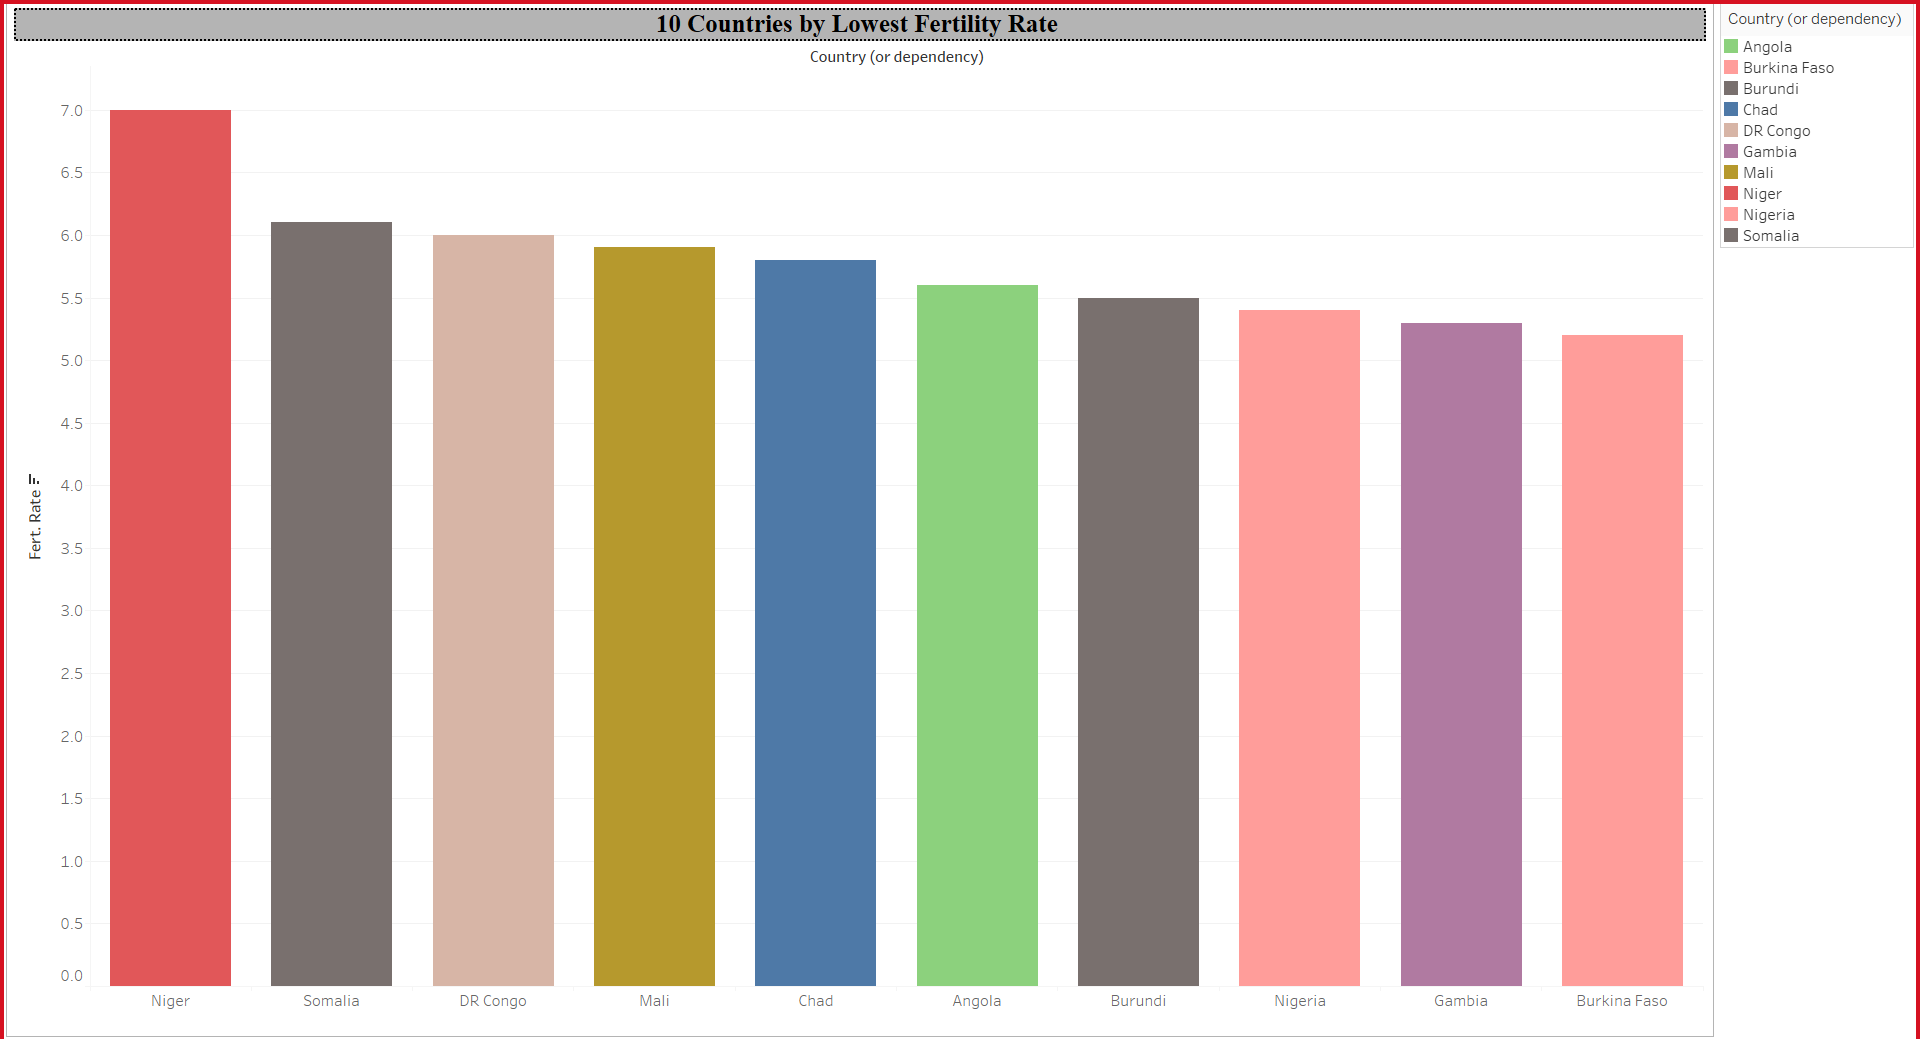 10 Countries by Lowest Fertility Rate
Country (or dependency)
7.0
6.5
6.0
5.5
5.0
4.5
4.0
3.5
3.0
2.5
2.0
1.5
1.0
0.5
0.0
Fert. Rate
Niger
Somalia
DR Congo
Mali
Chad
Angola
Burundi
Nigeria
Gambia
Burkina Faso
Country (or dependency)
Angola
Burkina Faso
Burundi
Chad
DR Congo
Gambia
Mali
Niger
Nigeria
Somalia